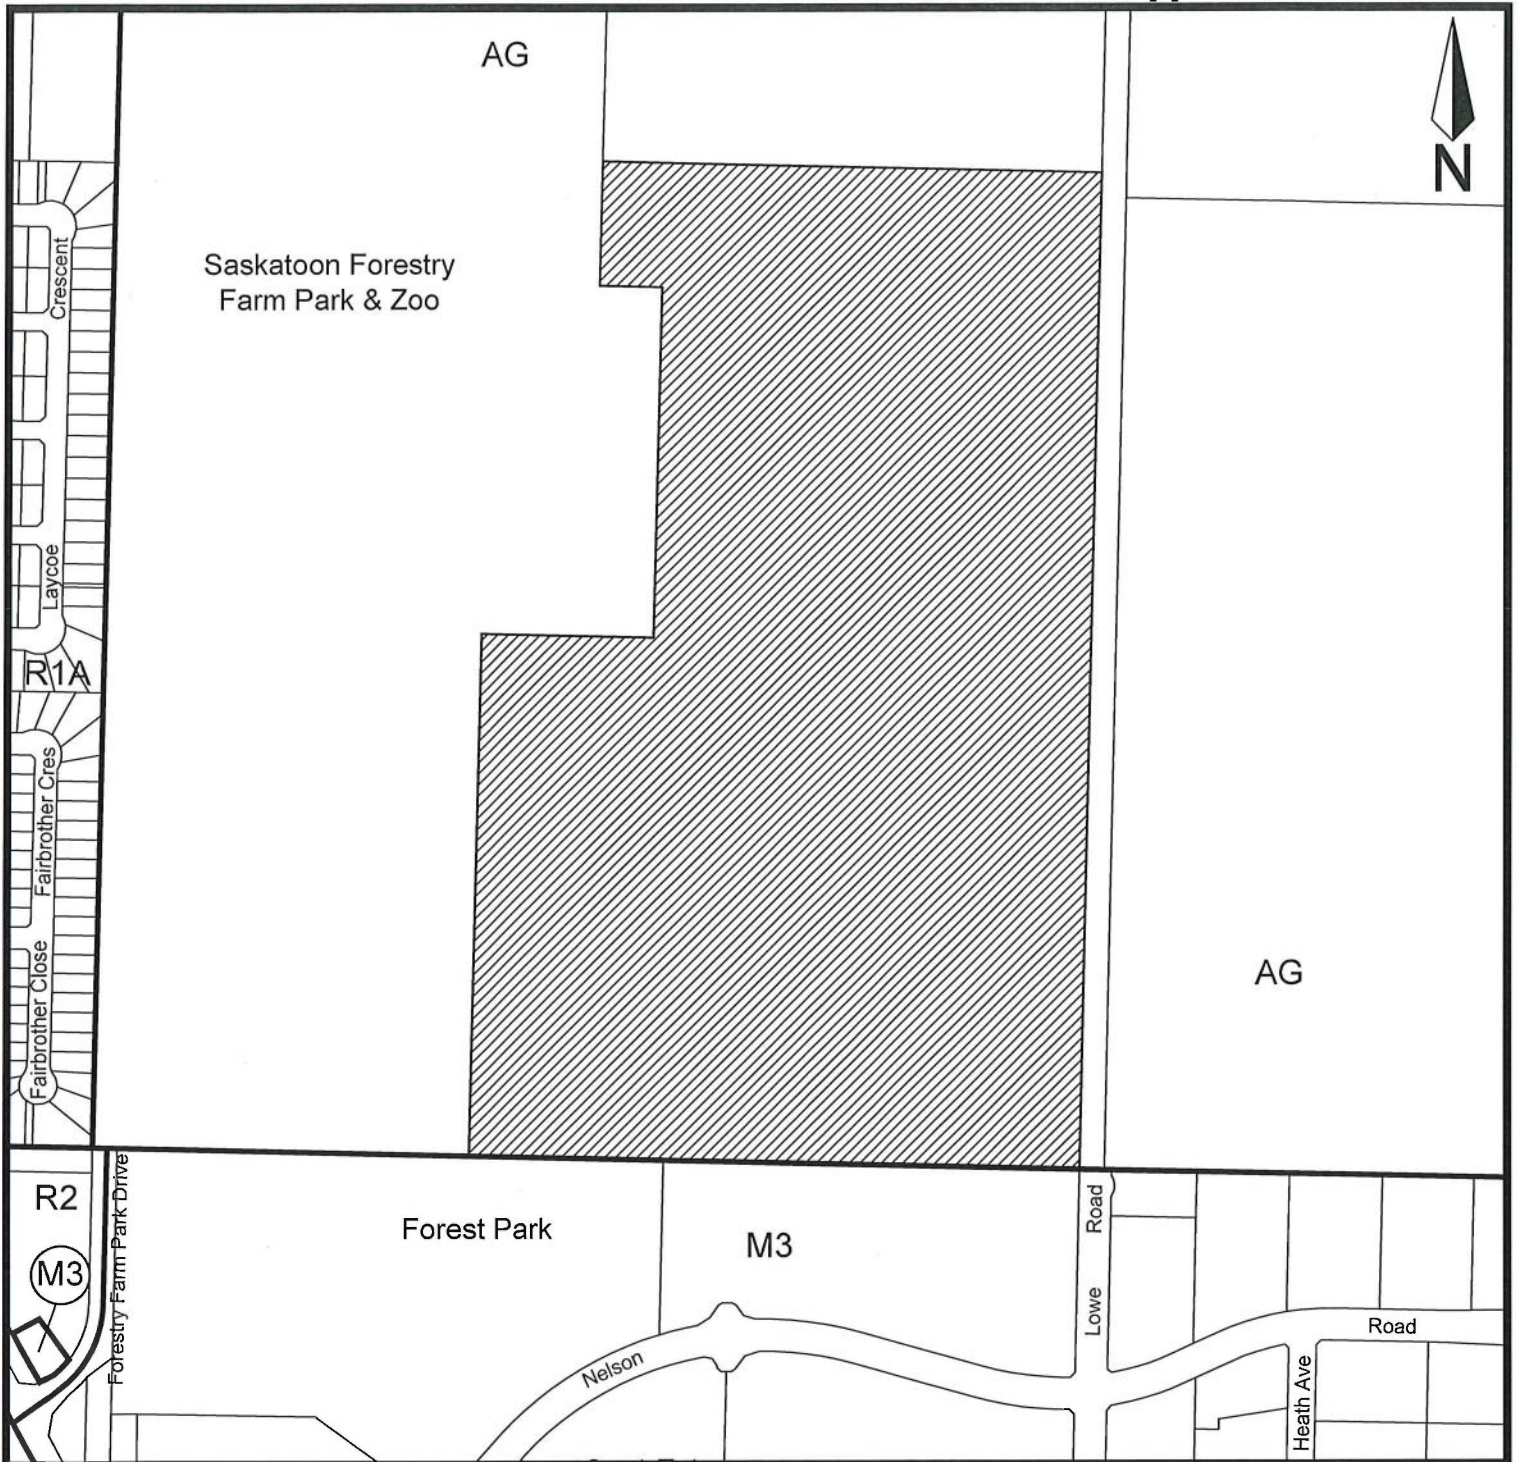 AG
N
Saskatoon Forestry
Farm Park & Zoo
Crescent
Laycoe
R1A
Fairbrother Cres
Fairbrother Close
AG
R2
M3
Forestry Farm Park Drive
Forest Park
M3
Road
Lowe
Nelson
Road
Heath Ave